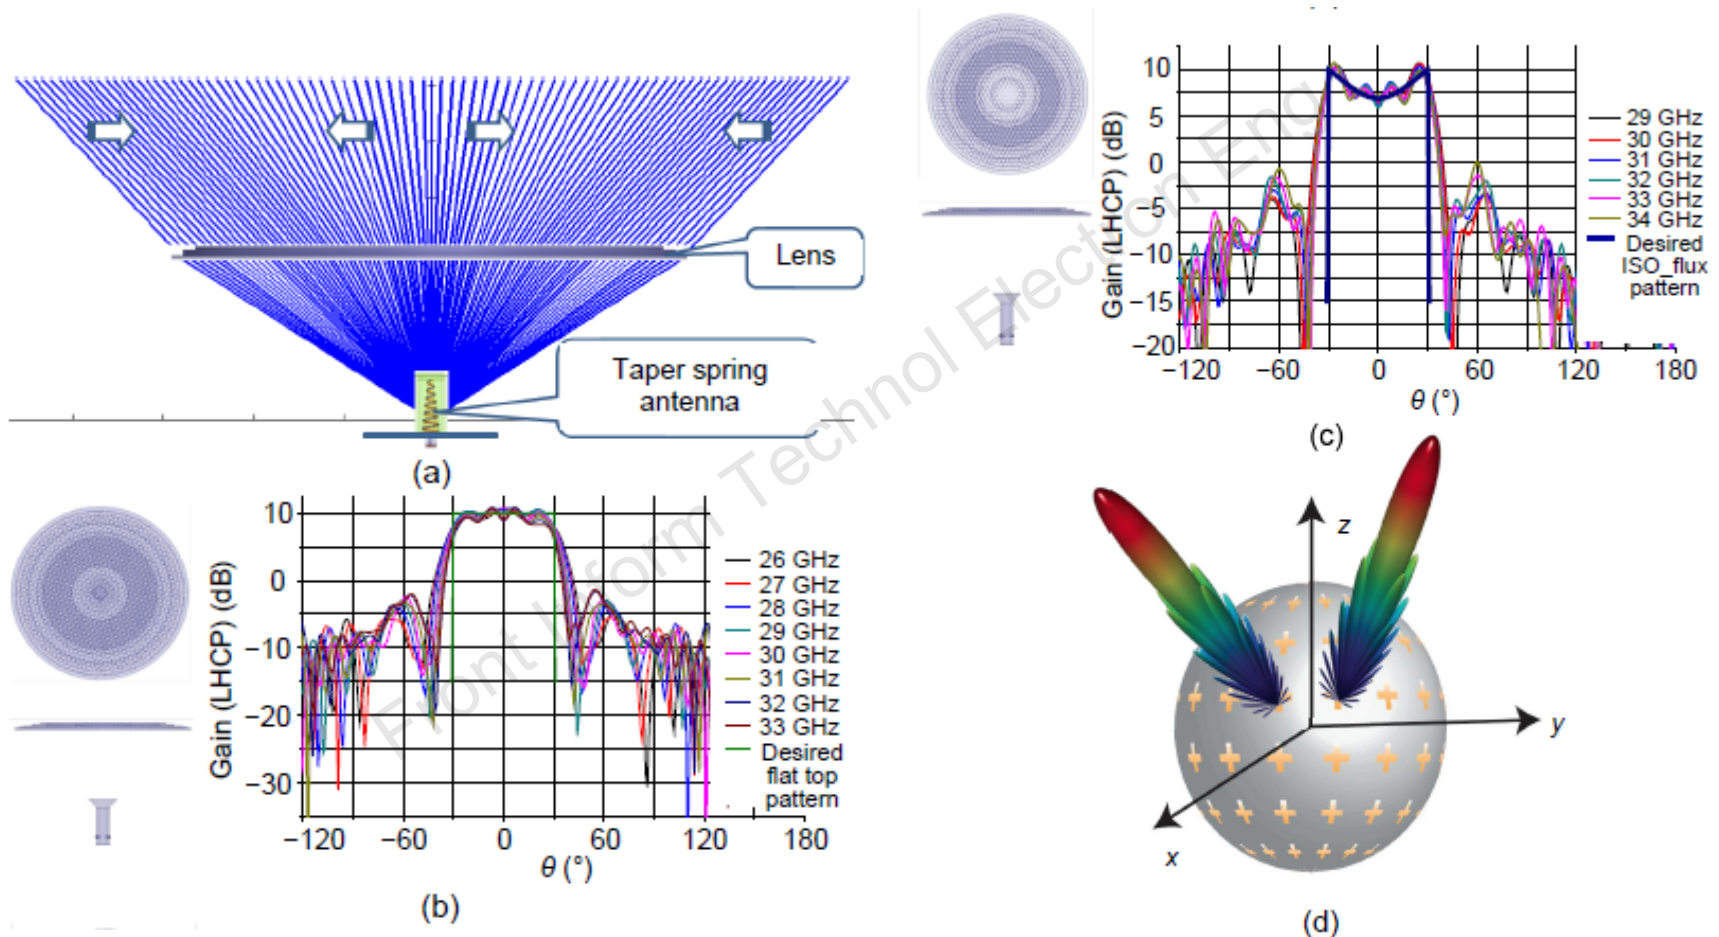 Lens
Taper spring
antenna
(a)
10
0
−10
−20
−30
Gain (LHCP) (dB)
−120
−60
0
60
120
180
θ (°)
26 GHz
27 GHz
28 GHz
29 GHz
30 GHz
31 GHz
32 GHz
33 GHz
Desired
flat top
pattern
(b)
10
5
0
−5
−10
−15
−20
Gain (LHCP) (dB)
−120
−60
0
60
120
180
θ (°)
29 GHz
30 GHz
31 GHz
32 GHz
33 GHz
34 GHz
Desired
ISO_flux
pattern
(c)
z
y
x
(d)
Front Inform Technol Electron Eng